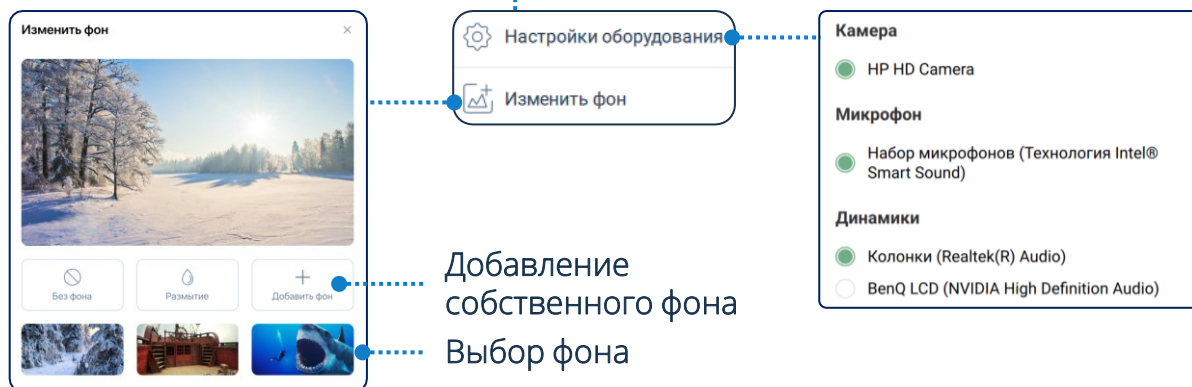 Изменить фон
Без фона
Размытие
Добавить фон
Настройки оборудования
Изменить фон
Добавление
собственного фона
Выбор фона
Камера
HP HD Camera
Микрофон
Набор микрофонов (Технология Intel®
Smart Sound)
Динамики
Колонки (Realtek(R) Audio)
BenQ LCD (NVIDIA High Definition Audio)